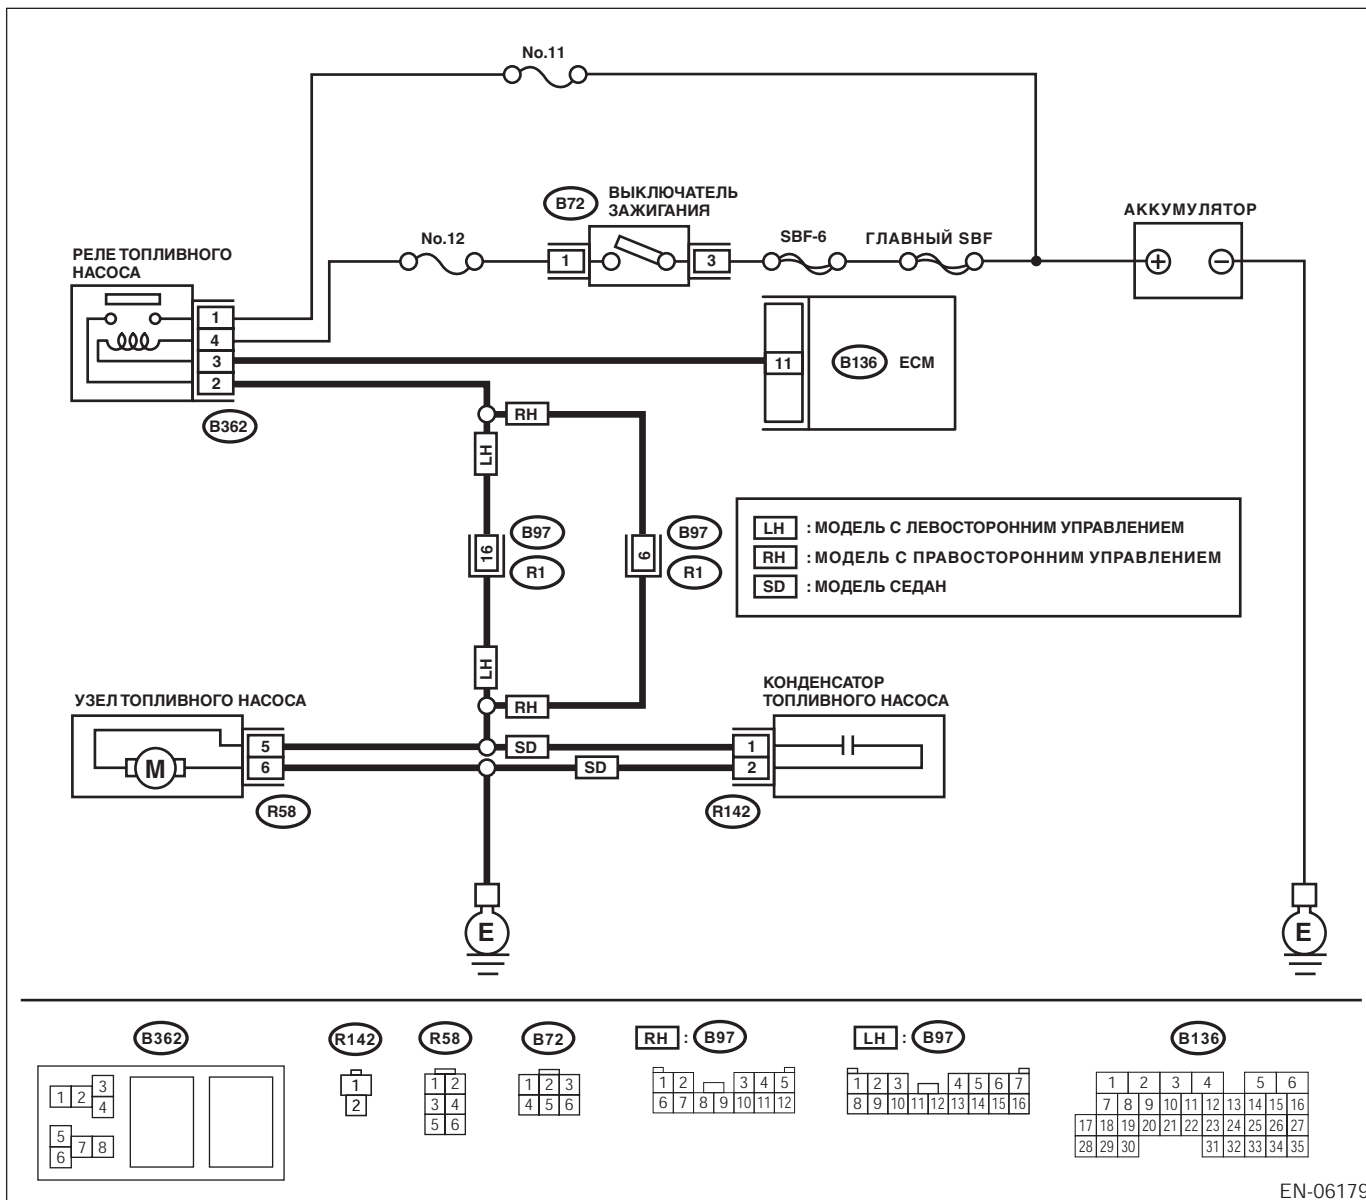 No.11
B72
ВЫКЛЮЧАТЕЛЬ
ЗАЖИГАНИЯ
АККУМУЛЯТОР
No.12
SBF-6
ГЛАВНЫЙ SBF
РЕЛЕ ТОПЛИВНОГО
НАСОСА
1
3
+
−
1
4
3
2
B362
11
B136
ECM
RH
LH
16
B97
R1
6
B97
R1
LH : МОДЕЛЬ С ЛЕВОСТОРОННИМ УПРАВЛЕНИЕМ
RH : МОДЕЛЬ С ПРАВОСТОРОННИМ УПРАВЛЕНИЕМ
SD : МОДЕЛЬ СЕДАН
LH
RH
УЗЕЛ ТОПЛИВНОГО НАСОСА
M
5
6
R58
SD
SD
КОНДЕНСАТОР
ТОПЛИВНОГО НАСОСА
1
2
R142
E
E
B362
1 2 3
4
5
6 7 8
R142
1
2
R58
1 2
3 4
5 6
B72
1 2 3
4 5 6
RH : B97
1 2 3 4 5
6 7 8 9 10 11 12
LH : B97
1 2 3 4 5 6 7
8 9 10 11 12 13 14 15 16
B136
1 2 3 4 5 6
7 8 9 10 11 12 13 14 15 16
17 18 19 20 21 22 23 24 25 26 27
28 29 30 31 32 33 34 35
EN-06179